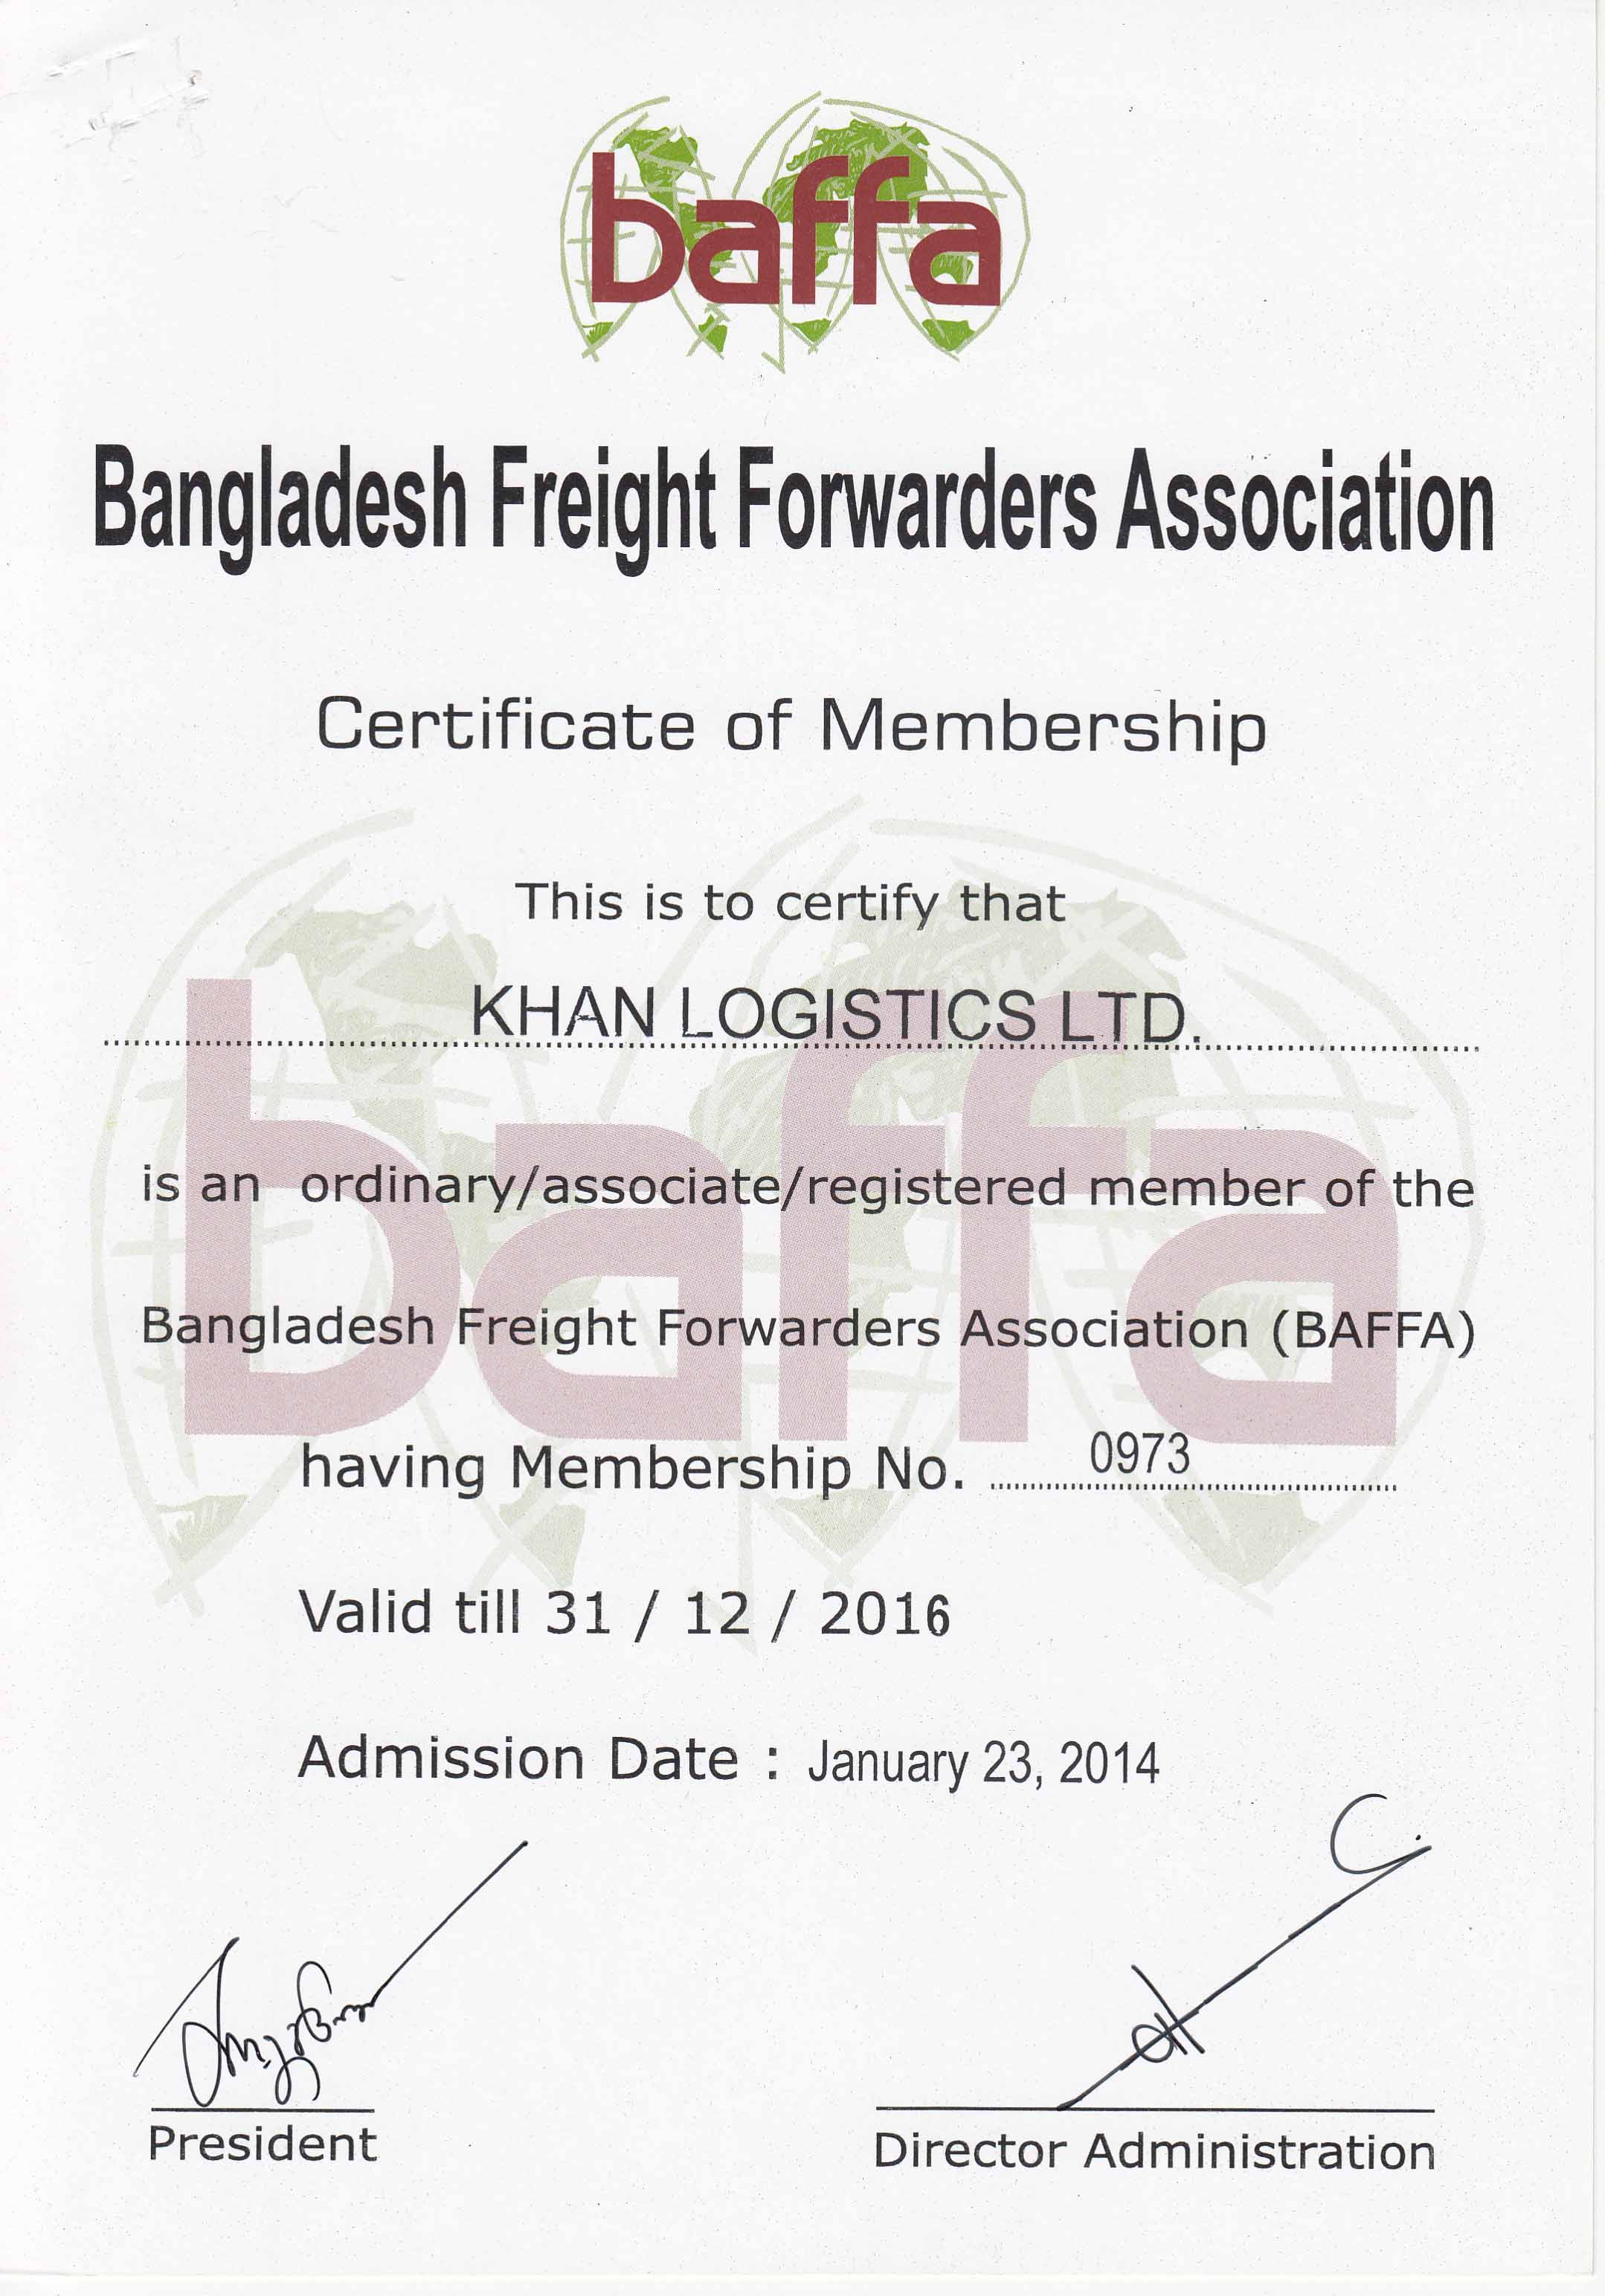 baffa
Bangladesh Freight Forwarders Association
Certificate of Membership
This is to certify that
KHAN LOGISTICS LTD.
is an ordinary/associate/registered member of the
Bangladesh Freight Forwarders Association (BAFFA)
having Membership No. 0973
Valid till 31 / 12 / 2016
Admission Date : January 23, 2014
President
Director Administration